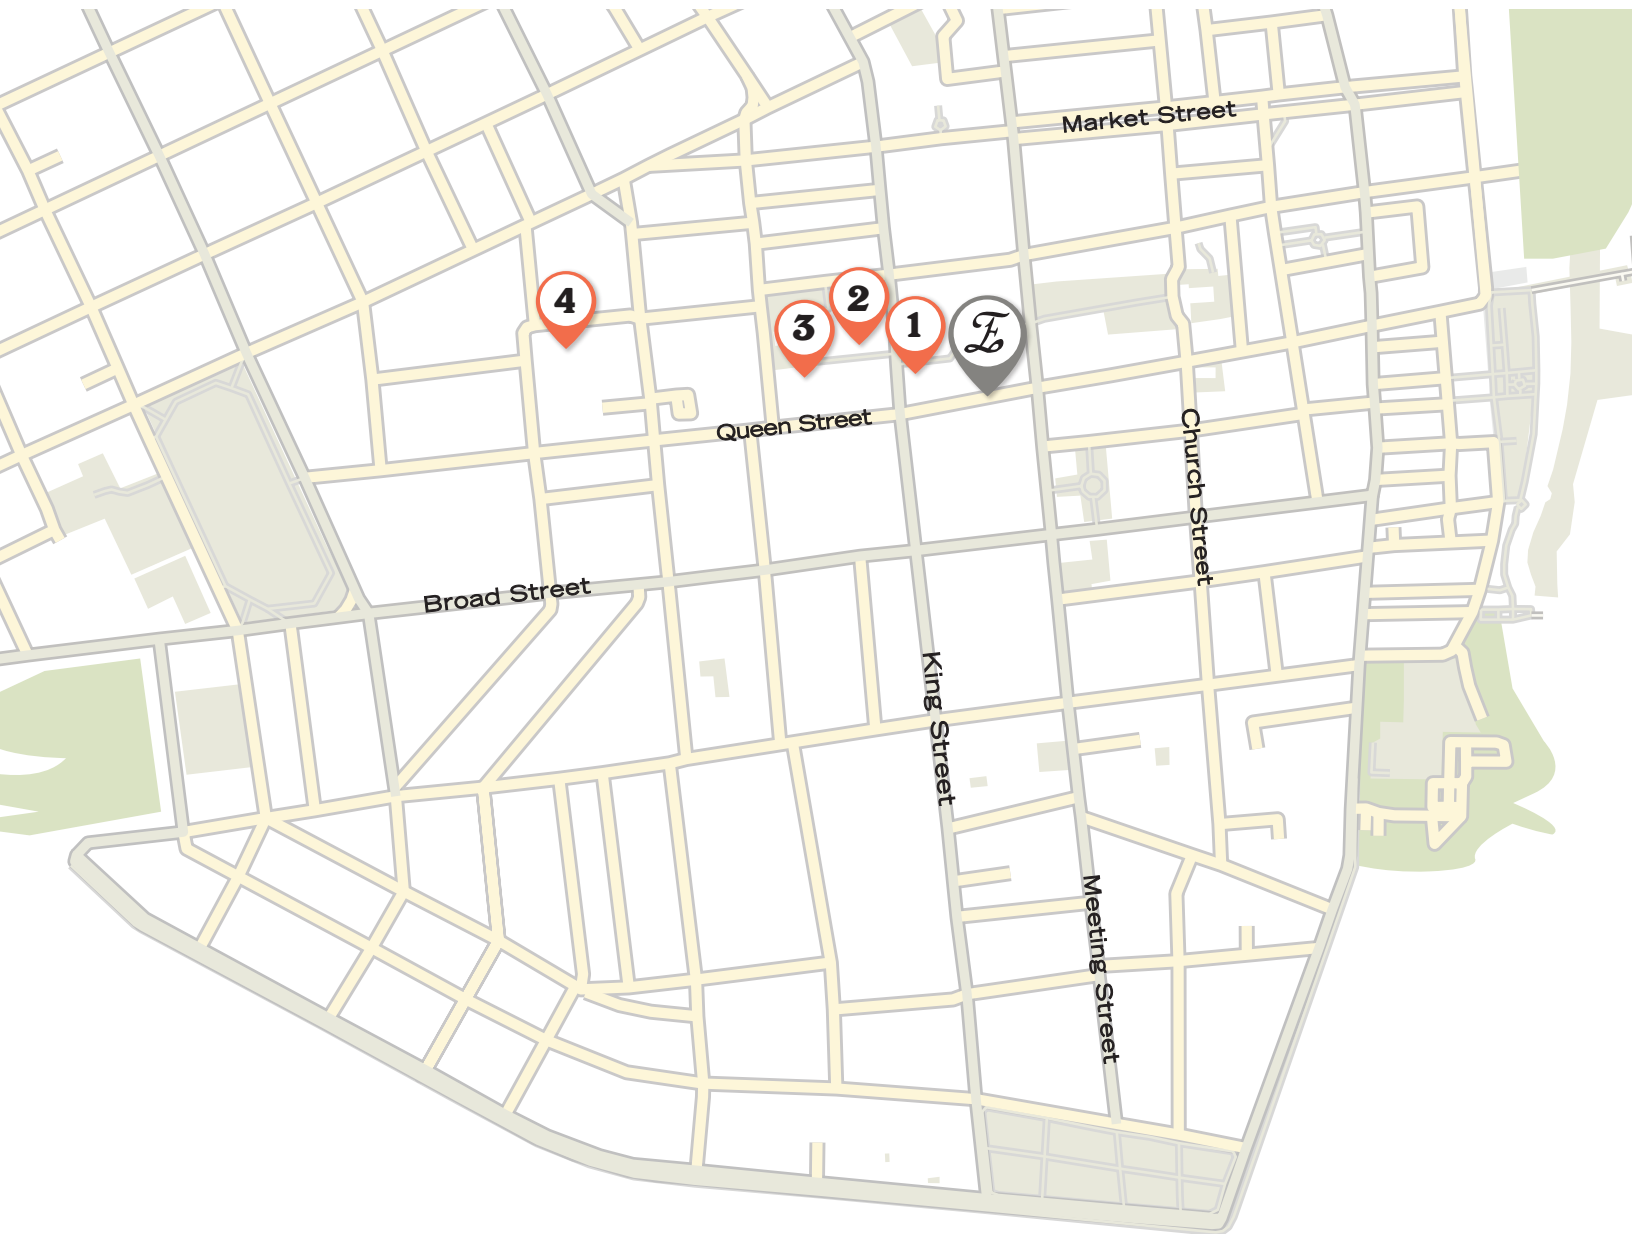 Market Street
4
2
3
1
E
Queen Street
Church Street
Broad Street
King Street
Meeting Street